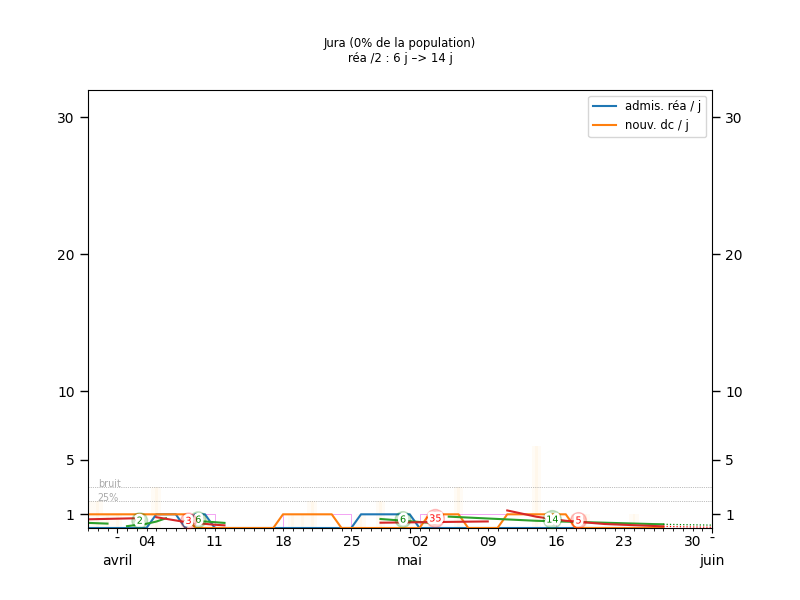 Jura (0% de la population)
réa /2 : 6 j –> 14 j
admis. réa / j
nouv. dc / j
30
30
20
20
10
10
5
5
bruit
25%
1
1
2
3
6
6
35
14
5
- 04 11 18 25 -02 09 16 23 30 -
avril mai juin